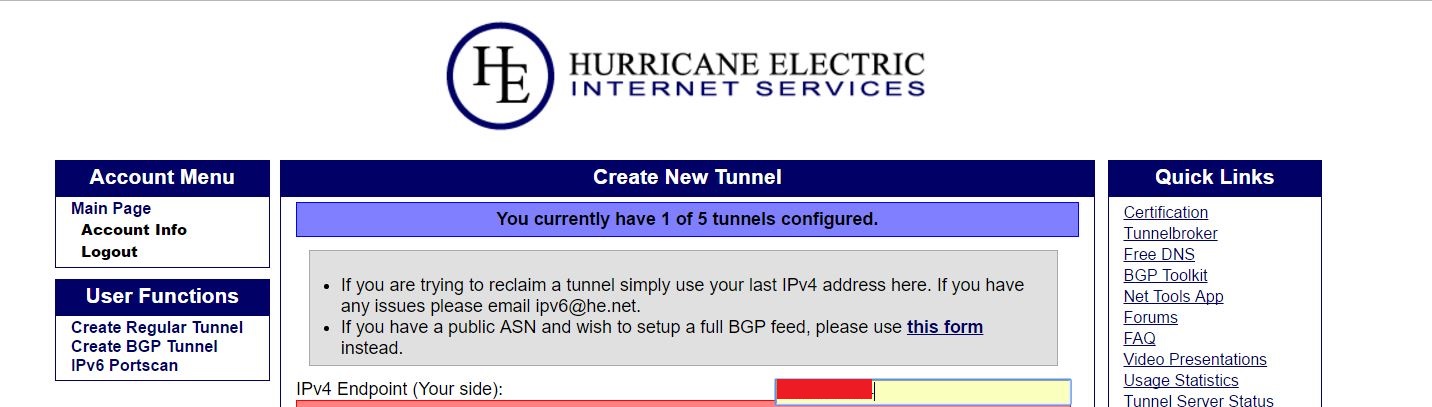 HE
HURRICANE ELECTRIC
INTERNET SERVICES
Account Menu
Main Page
Account Info
Logout
User Functions
Create Regular Tunnel
Create BGP Tunnel
IPv6 Portscan
Create New Tunnel
You currently have 1 of 5 tunnels configured.
• If you are trying to reclaim a tunnel simply use your last IPv4 address here. If you have
any issues please email ipv6@he.net.
• If you have a public ASN and wish to setup a full BGP feed, please use this form
instead.
IPv4 Endpoint (Your side):
Quick Links
Certification
Tunnelbroker
Free DNS
BGP Toolkit
Net Tools App
Forums
FAQ
Video Presentations
Usage Statistics
Tunnel Server Status